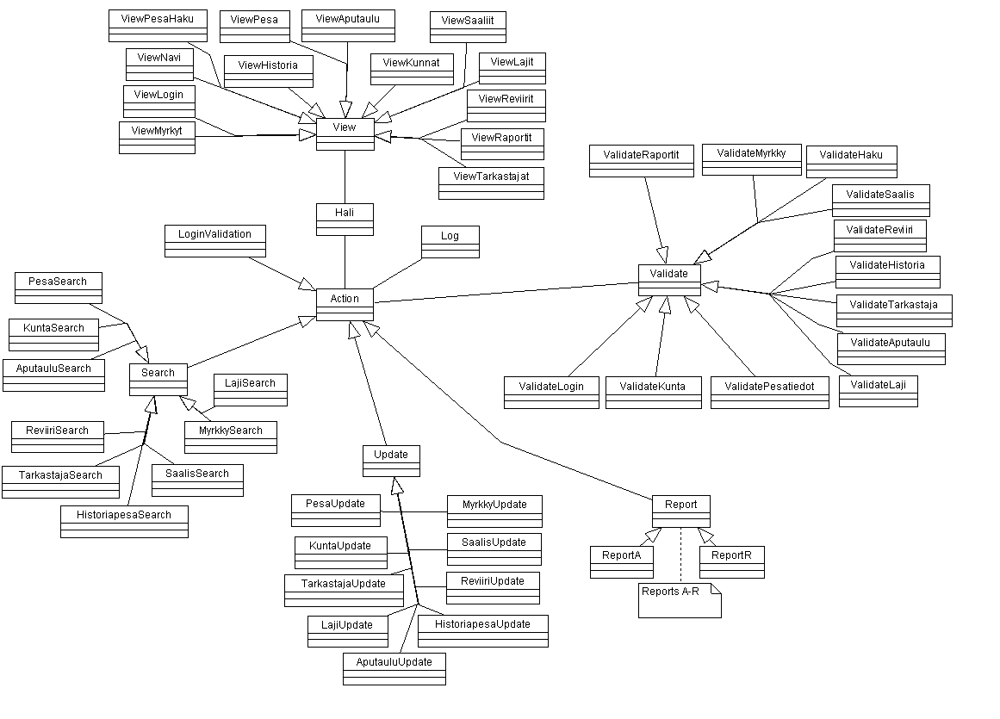 ViewPesaHaku
ViewPesa
ViewAputaulu
ViewSaaliit
ViewNavi
ViewHistoria
ViewKunnat
ViewLajit
ViewLogin
ViewReviirit
ViewMyrkyt
View
ViewRaportit
ViewTarkastajat
ValidateRaportit
ValidateMyrkky
ValidateHaku
ValidateSaalis
Hali
LoginValidation
Log
ValidateReviiri
ValidateHistoria
PesaSearch
Action
Validate
ValidateTarkastaja
KuntaSearch
ValidateAputaulu
AputauluSearch
Search
LajiSearch
ValidateLogin
ValidateKunta
ValidatePesatiedot
ValidateLaji
ReviiriSearch
MyrkkySearch
Update
TarkastajaSearch
SaalisSearch
HistoriapesaSearch
PesaUpdate
MyrkkyUpdate
Report
KuntaUpdate
SaalisUpdate
ReportA
ReportR
TarkastajaUpdate
ReviiriUpdate
Reports A-R
LajiUpdate
HistoriapesaUpdate
AputauluUpdate